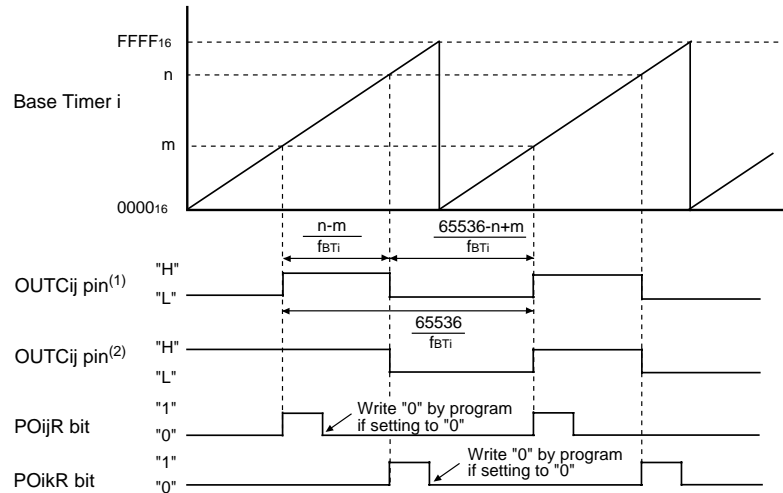 FFFF16
n
Base Timer i
m
000016
n-m
fBTi
65536-n+m
fBTi
OUTCij pin(1)
"H"
"L"
65536
fBTi
OUTCij pin(2)
"H"
"L"
POijR bit
"1"
"0"
Write "0" by program
if setting to "0"
POikR bit
"1"
"0"
Write "0" by program
if setting to "0"